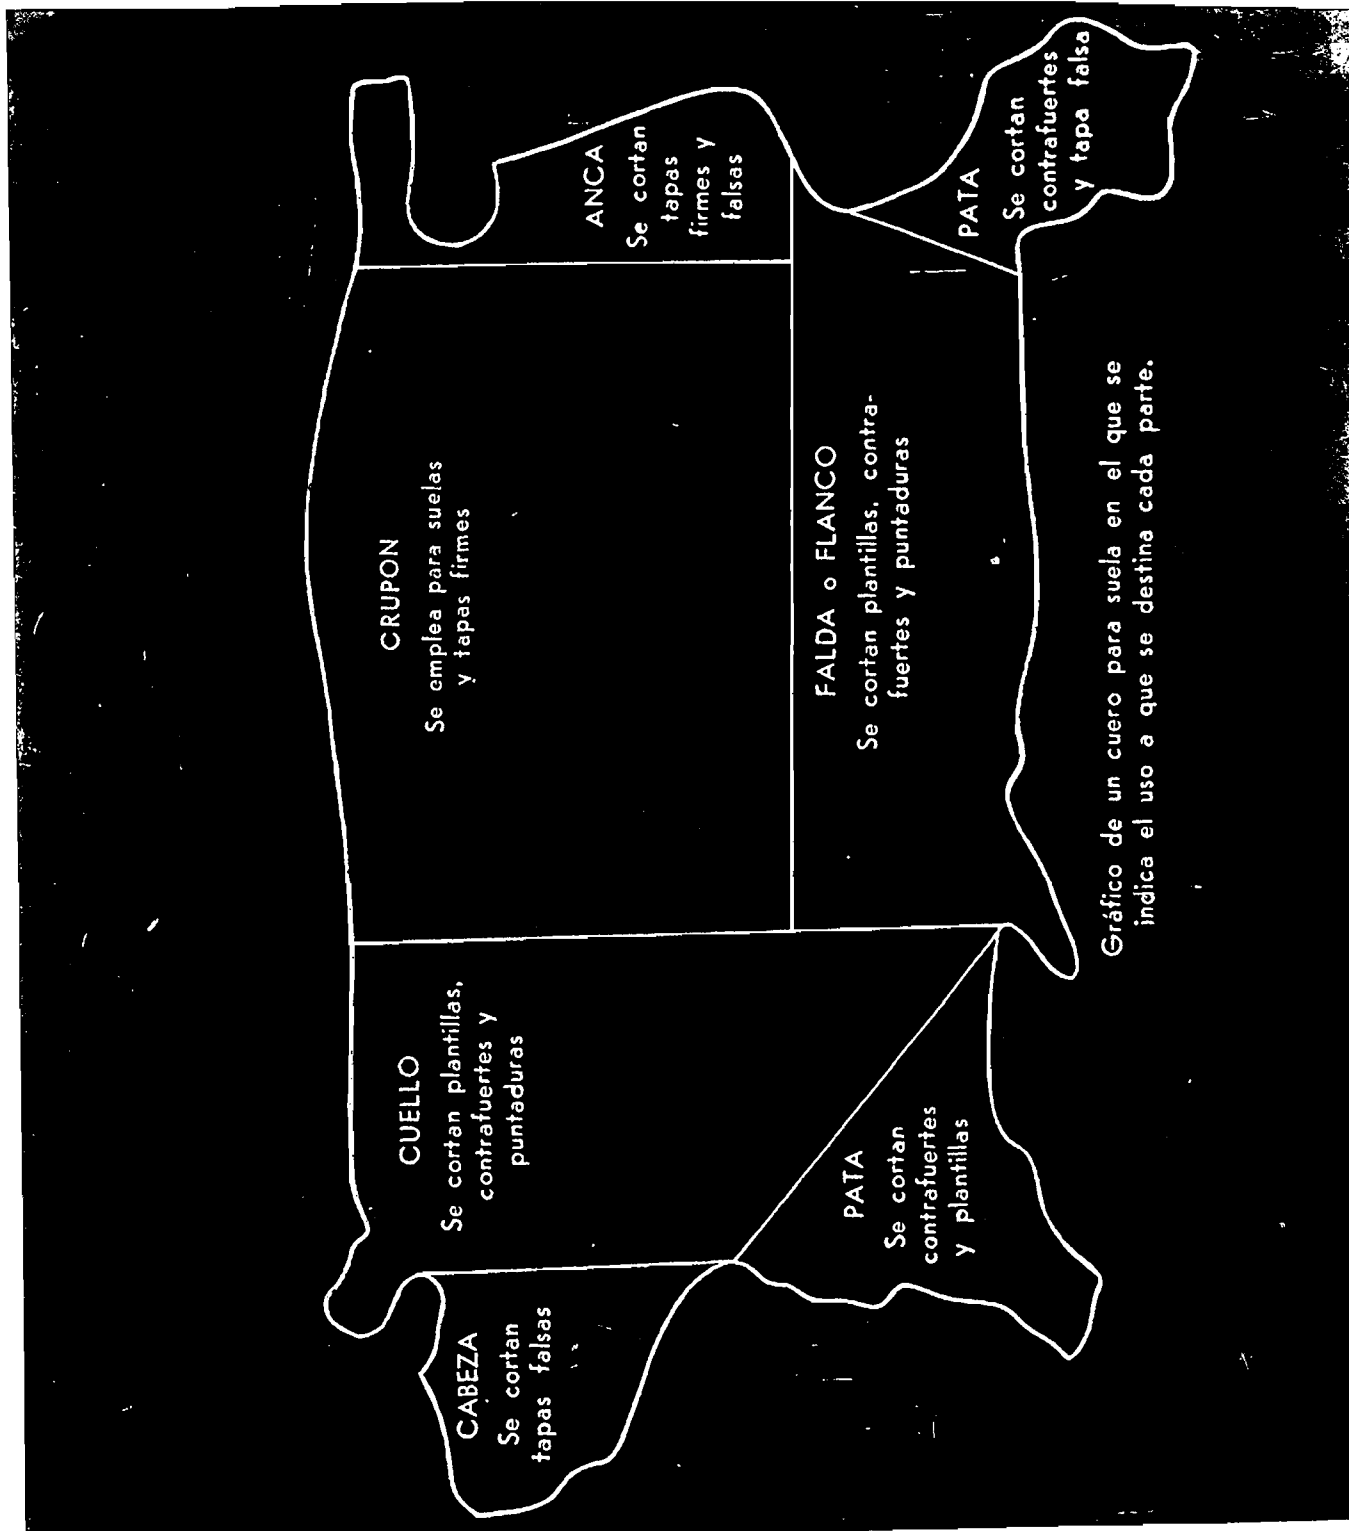 CABEZA
Se cortan
tapas falsas
CUELLO
Se cortan plantillas,
contrafuertes y
puntaduras
PATA
Se cortan
contrafuertes
y plantillas
CRUPON
Se emplea para suelas
y tapas firmes
FALDA o FLANCO
Se cortan plantillas, contra-
fuertes y puntaduras
ANCA
Se cortan
tapas
firmes y
falsas
PATA
Se cortan
contrafuertes
y tapa falsa
Gráfico de un cuero para suela en el que se
indica el uso a que se destina cada parte.